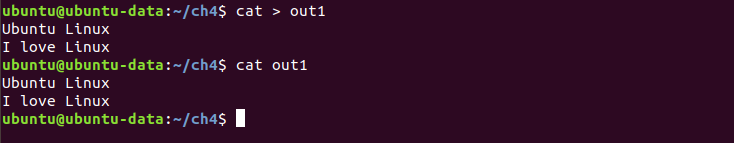 ubuntu@ubuntu-data:~/ch4$ cat > out1
Ubuntu Linux
I love Linux
ubuntu@ubuntu-data:~/ch4$ cat out1
Ubuntu Linux
I love Linux
ubuntu@ubuntu-data:~/ch4$